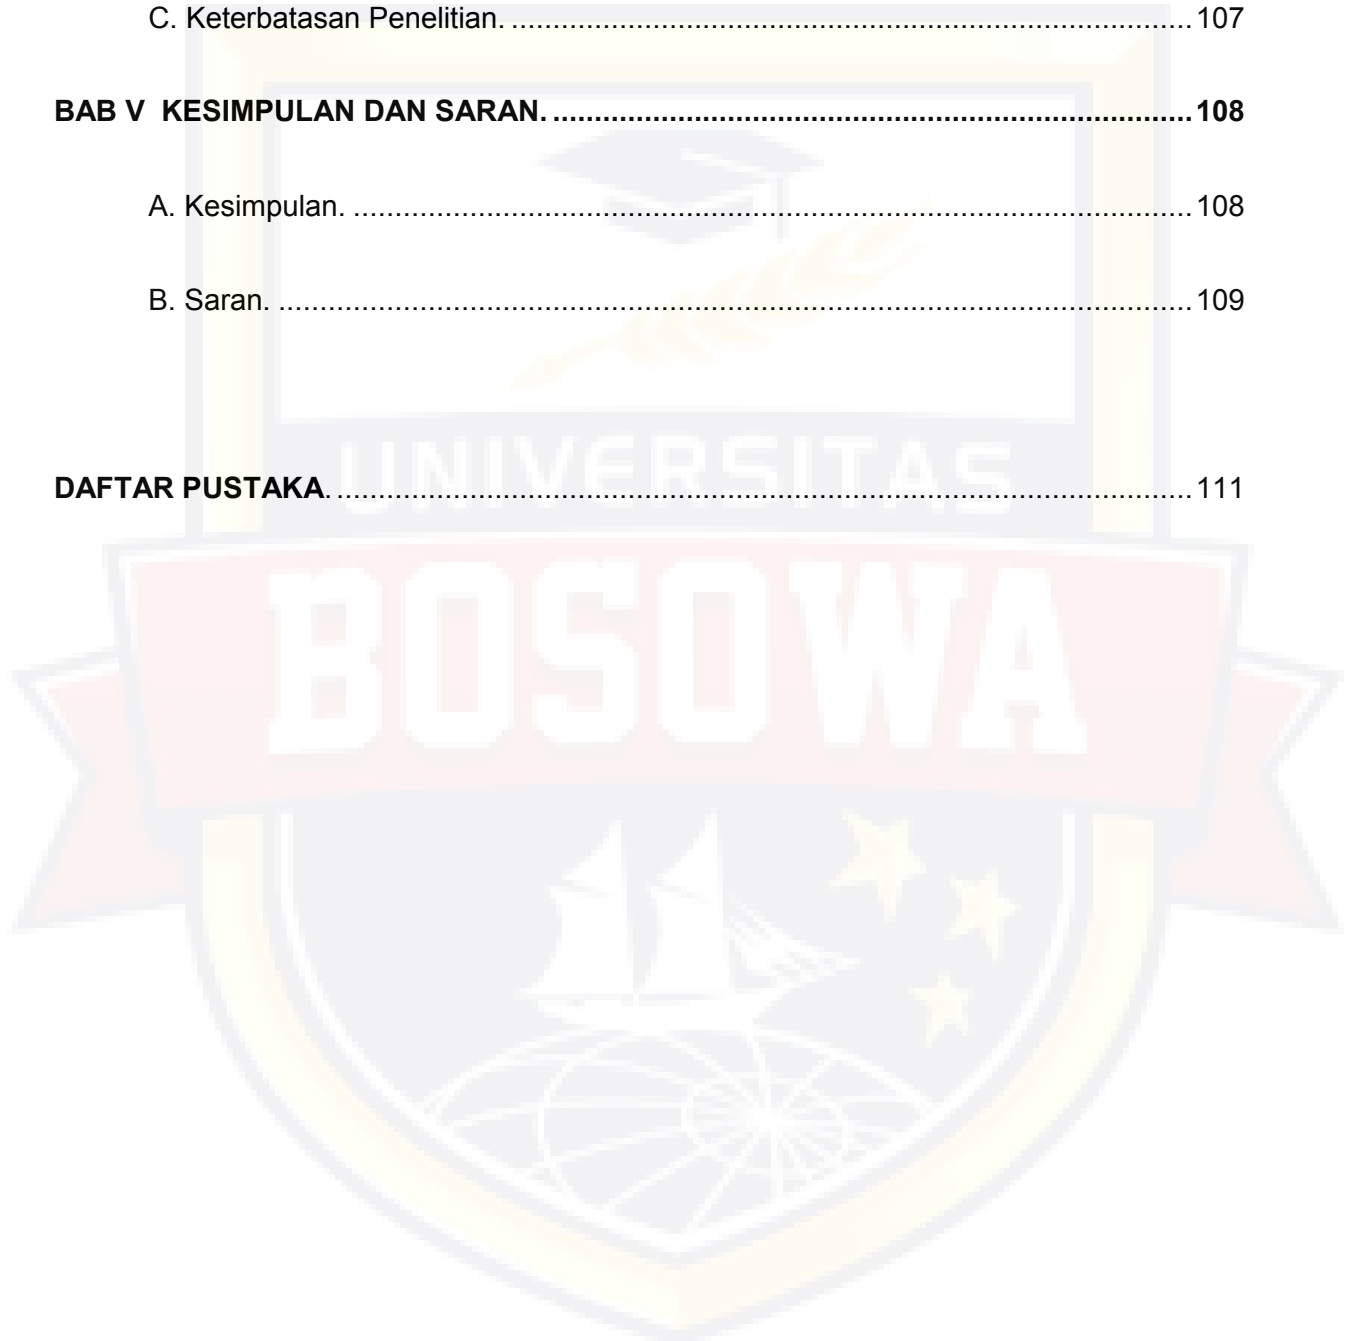 C. Keterbatasan Penelitian. ................................................................................107
BAB V  KESIMPULAN DAN SARAN. ............................................................................108
A. Kesimpulan. ....................................................................................................108
B. Saran. .............................................................................................................109
UNIVERSITAS
DAFTAR PUSTAKA. ......................................................................................................111
BOSOWA